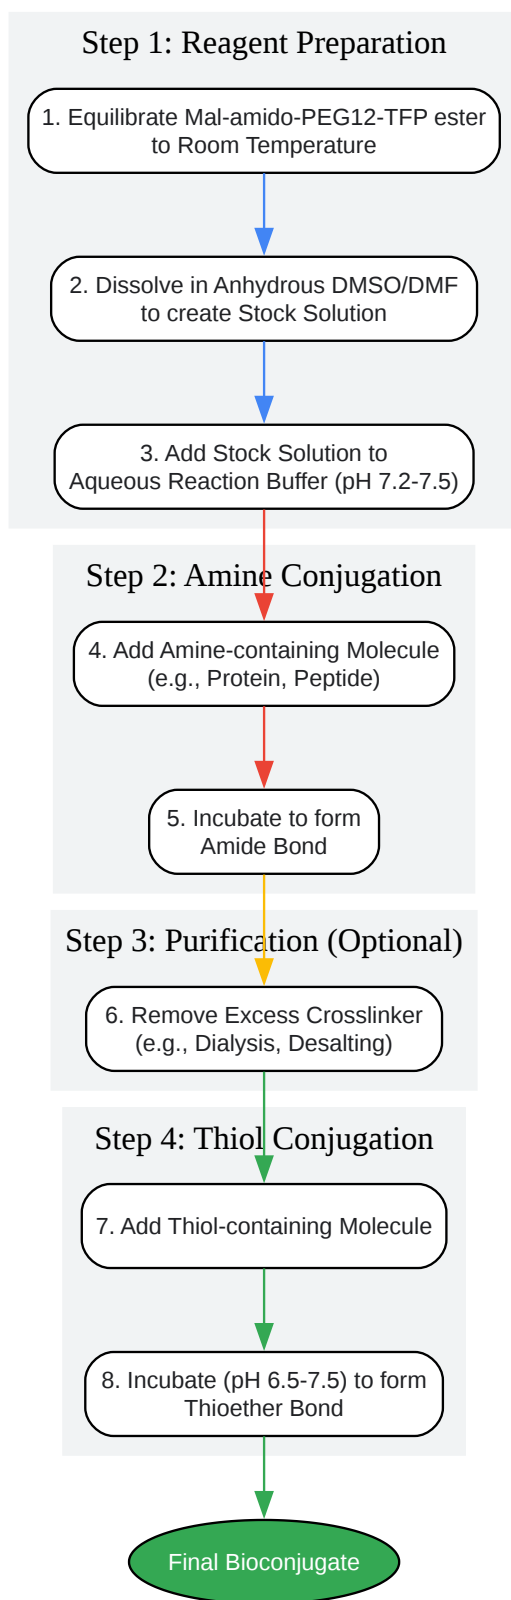 Step 1: Reagent Preparation
1. Equilibrate Mal-amido-PEG12-TFP ester
to Room Temperature
2. Dissolve in Anhydrous DMSO/DMF
to create Stock Solution
3. Add Stock Solution to
Aqueous Reaction Buffer (pH 7.2-7.5)
Step 2: Amine Conjugation
4. Add Amine-containing Molecule
(e.g., Protein, Peptide)
5. Incubate to form
Amide Bond
Step 3: Purification (Optional)
6. Remove Excess Crosslinker
(e.g., Dialysis, Desalting)
Step 4: Thiol Conjugation
7. Add Thiol-containing Molecule
8. Incubate (pH 6.5-7.5) to form
Thioether Bond
Final Bioconjugate